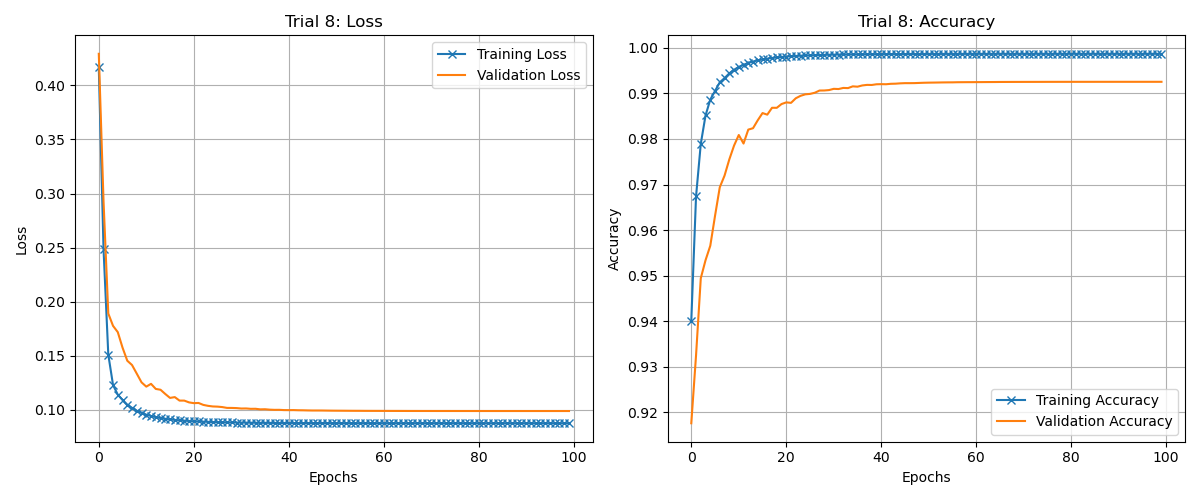 Trial 8: Loss
Training Loss
Validation Loss
0.40
0.35
0.30
0.25
0.20
0.15
0.10
Loss
0 20 40 60 80 100
Epochs
Trial 8: Accuracy
1.00
0.99
0.98
0.97
0.96
0.95
0.94
0.93
0.92
Accuracy
Training Accuracy
Validation Accuracy
0 20 40 60 80 100
Epochs